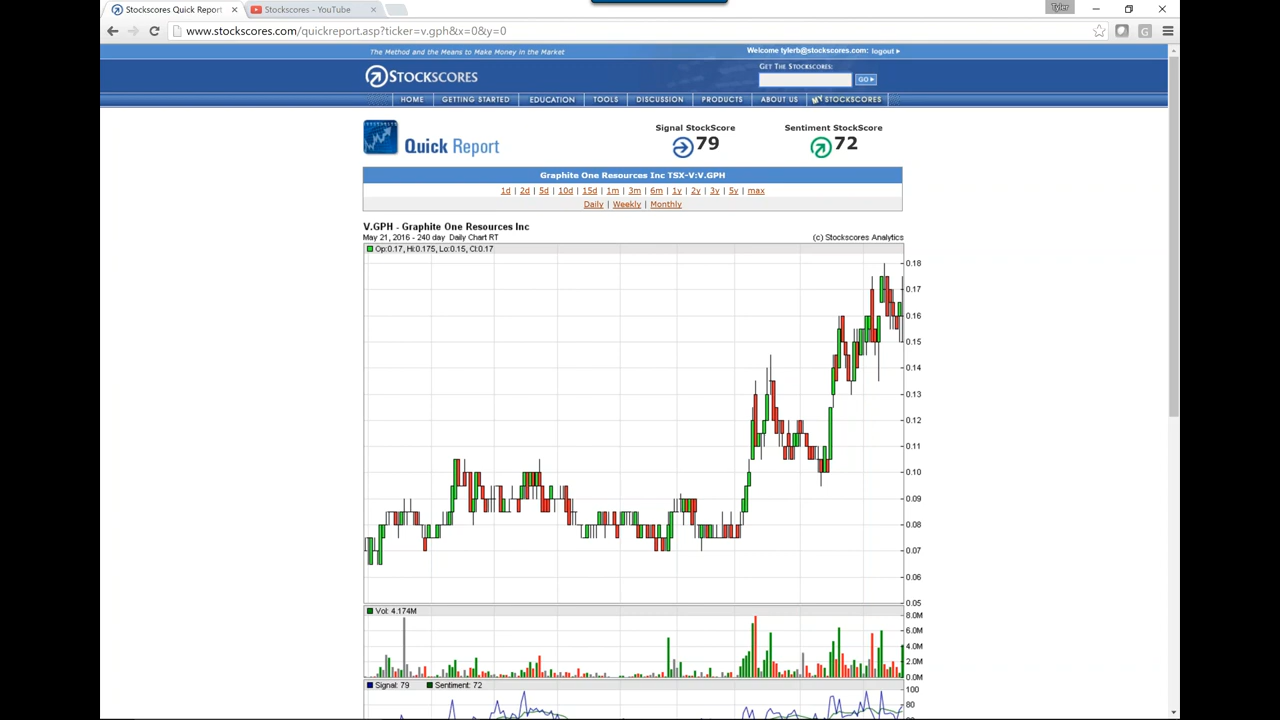 Stockscores Quick Report
Stockscores - YouTube
Tyler
www.stockscores.com/quickreport.asp?ticker=v.gph&x=0&y=0
The Method and the Means to Make Money in the Market
Welcome tylerb@stockscores.com: logout
GET THE STOCKSCORES:
STOCKSCORES
GO
HOME GETTING STARTED EDUCATION TOOLS DISCUSSION PRODUCTS ABOUT US MY STOCKSCORES
Quick Report
Signal StockScore
79
Sentiment StockScore
72
Graphite One Resources Inc TSX-V:V.GPH
1d | 2d | 5d | 10d | 15d | 1m | 3m | 6m | 1y | 2y | 3y | 5y | max
Daily | Weekly | Monthly
V.GPH - Graphite One Resources Inc
May 21, 2016 - 240 day Daily Chart RT
(c) Stockscores Analytics
Op:0.17, Hi:0.175, Lo:0.15, Cl:0.17
0.18
0.17
0.16
0.15
0.14
0.13
0.12
0.11
0.10
0.09
0.08
0.07
0.06
0.05
Vol: 4.174M
8.0M
6.0M
4.0M
2.0M
0.0M
Signal: 79 Sentiment: 72
100
80
60